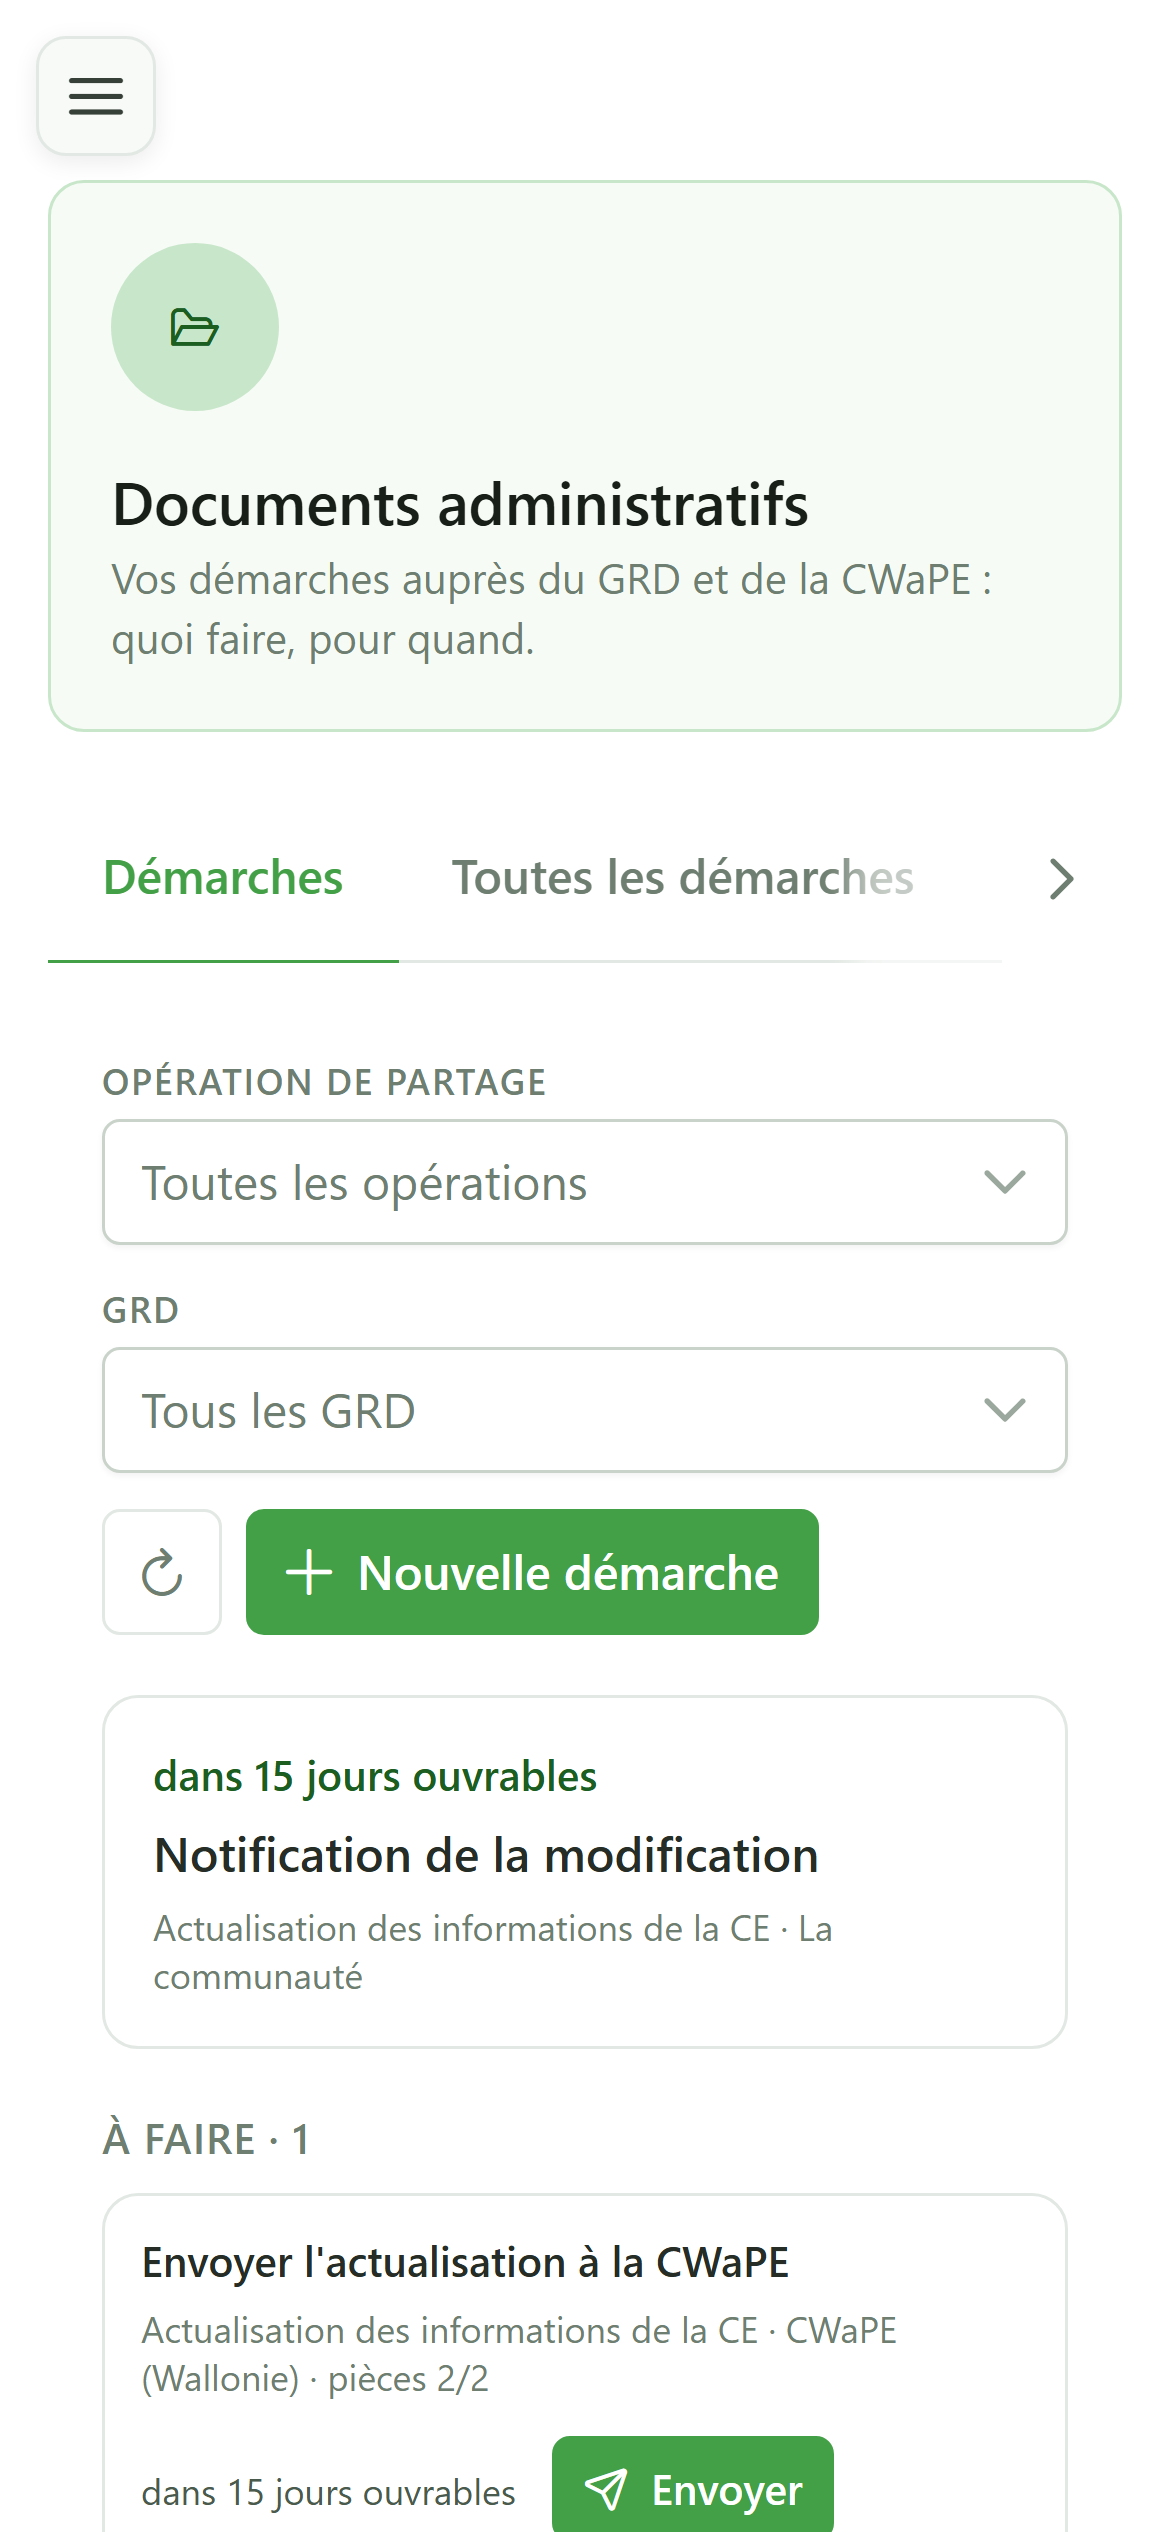 Documents administratifs
Vos démarches auprès du GRD et de la CWaPE :
quoi faire, pour quand.
Démarches
Toutes les démarches
OPÉRATION DE PARTAGE
Toutes les opérations
GRD
Tous les GRD
Nouvelle démarche
dans 15 jours ouvrables
Notification de la modification
Actualisation des informations de la CE · La
communauté
À FAIRE · 1
Envoyer l'actualisation à la CWaPE
Actualisation des informations de la CE · CWaPE
(Wallonie) · pièces 2/2
dans 15 jours ouvrables
Envoyer